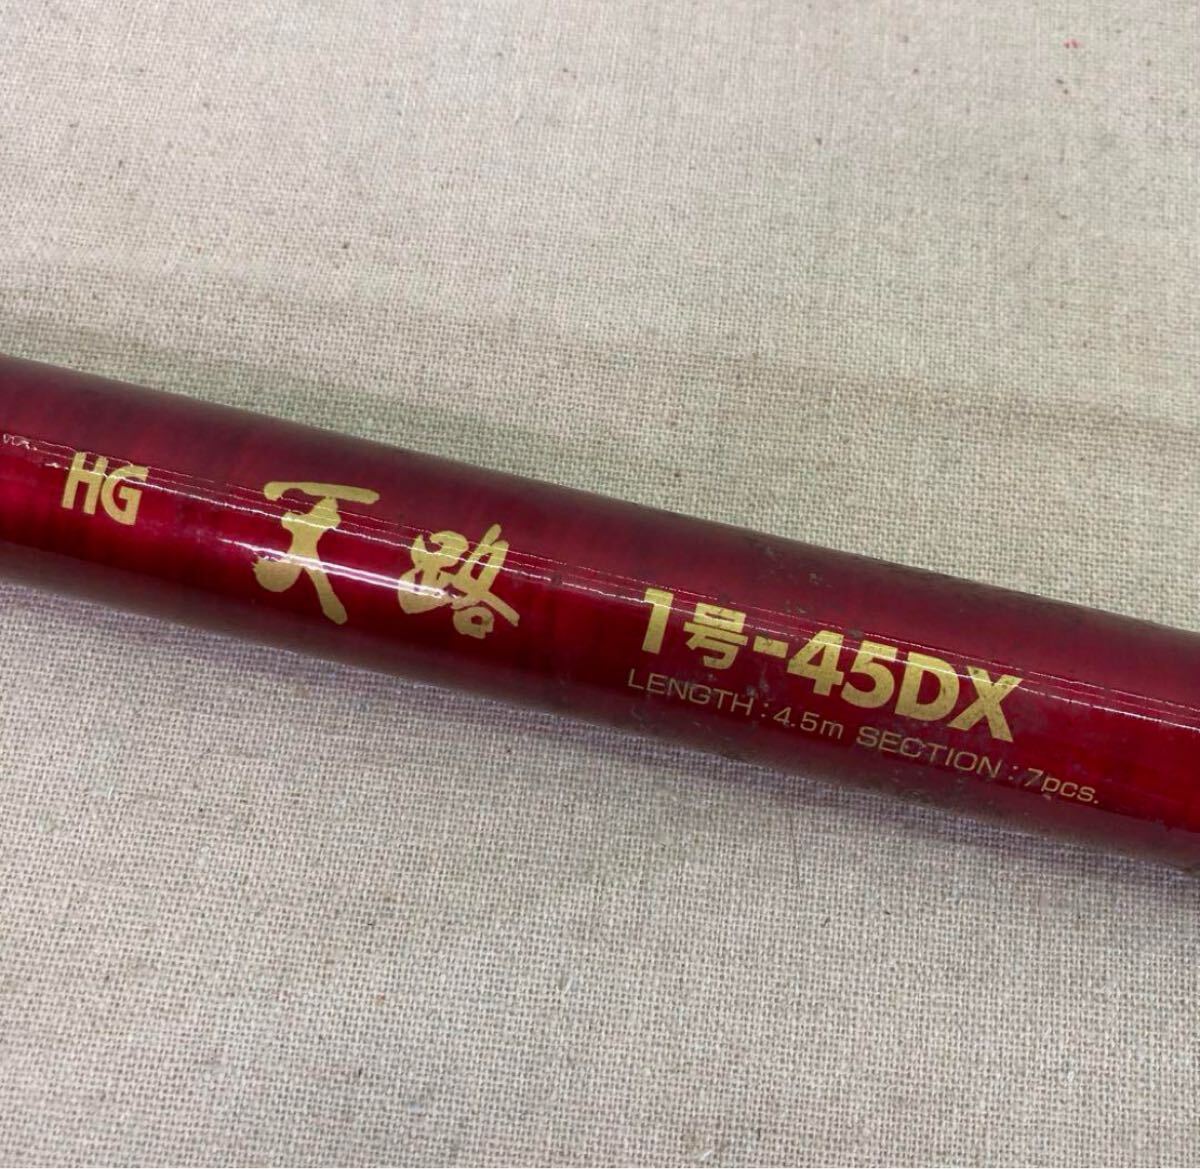 HG 天路 1号-45DX
LENGTH : 4.5m SECTION : 7pcs.